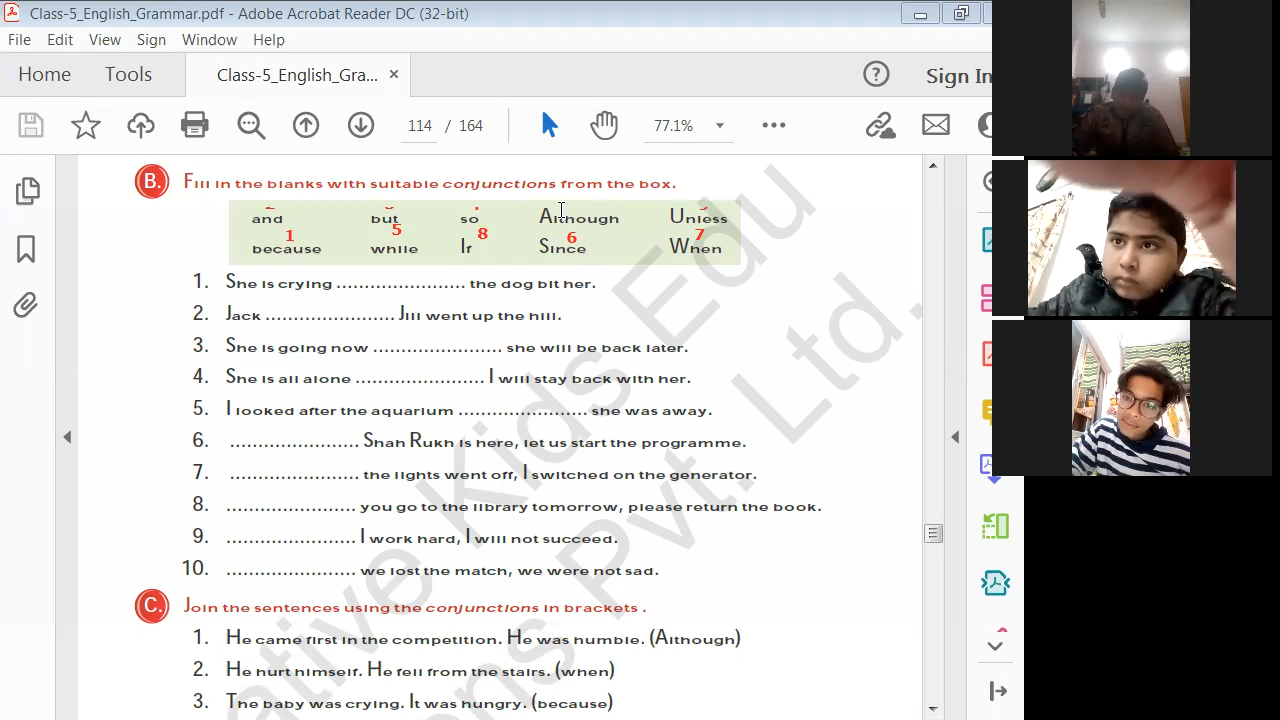 Class-5_English_Grammar.pdf - Adobe Acrobat Reader DC (32-bit)
File Edit View Sign Window Help
Home Tools Class-5_English_Gra... × Sign In
114 / 164 77.1%
B. Fill in the blanks with suitable conjunctions from the box.
and but so Although Unless
1 5 8 6 7
because while If Since When
1. She is crying ....................... the dog bit her.
2. Jack ....................... Jill went up the hill.
3. She is going now ....................... she will be back later.
4. She is all alone ....................... I will stay back with her.
5. I looked after the aquarium ....................... she was away.
6. ....................... Shah Rukh is here, let us start the programme.
7. ....................... the lights went off, I switched on the generator.
8. ....................... you go to the library tomorrow, please return the book.
9. ....................... I work hard, I will not succeed.
10. ....................... we lost the match, we were not sad.
C. Join the sentences using the conjunctions in brackets .
1. He came first in the competition. He was humble. (Although)
2. He hurt himself. He fell from the stairs. (when)
3. The baby was crying. It was hungry. (because)
Kids Edu
Pvt. Ltd.